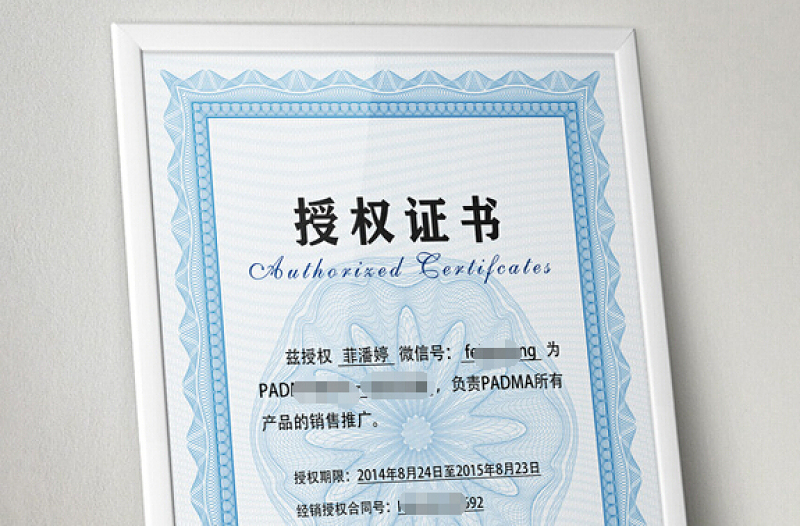 授权证书
Authorized Certifcates
兹授权 菲潘婷 微信号： fe ng 为
PAD ，负责PADMA所有
产品的销售推广。
授权期限：2014年8月24日至2015年8月23日
经销授权合同号： 692